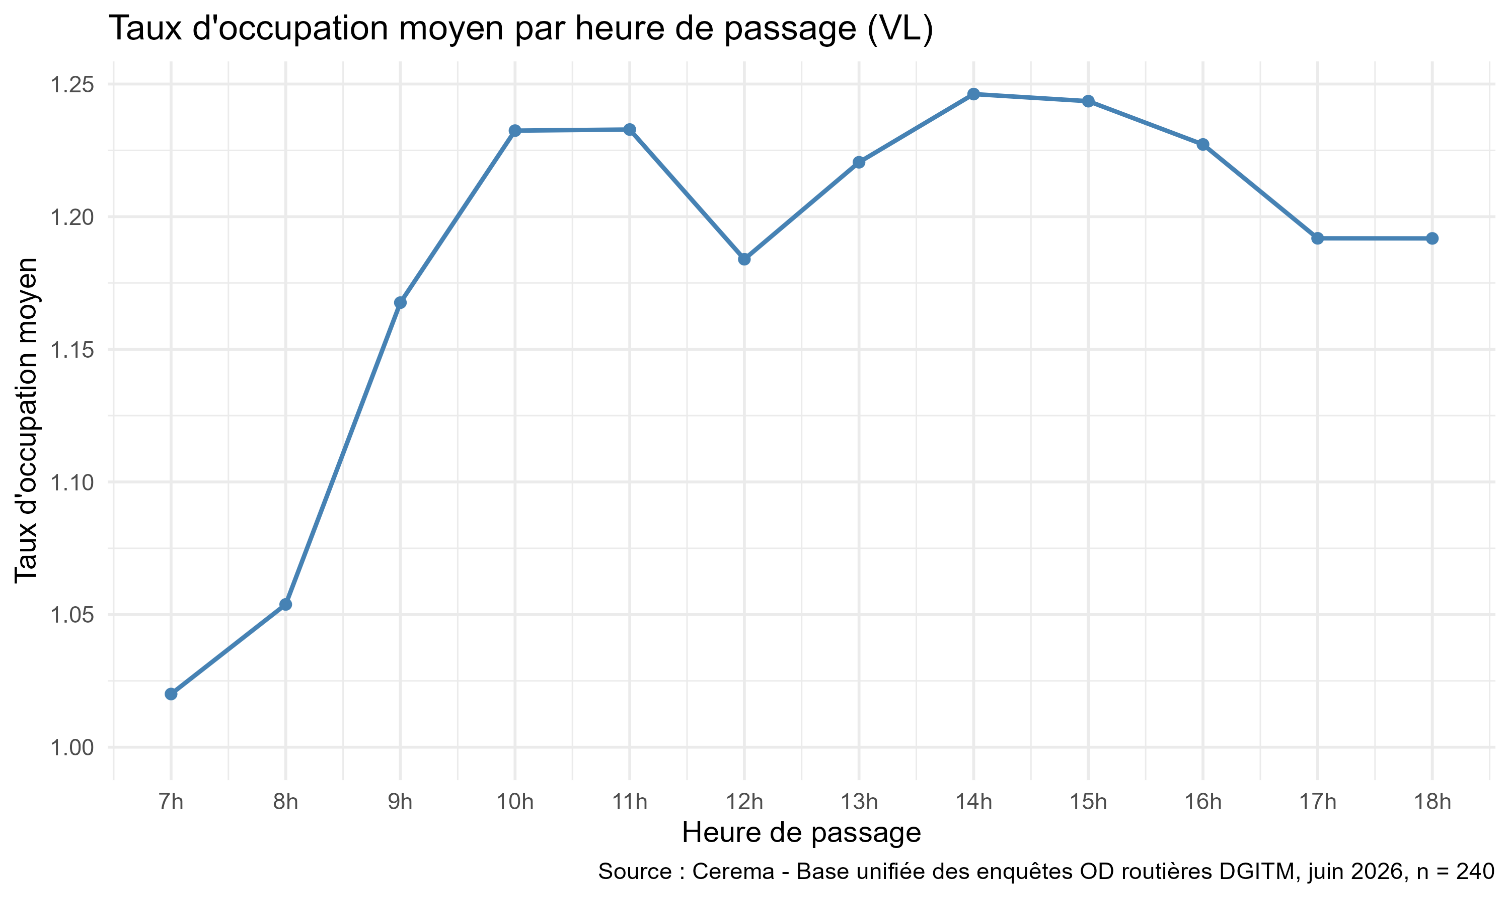 Taux d'occupation moyen par heure de passage (VL)
Taux d'occupation moyen
1.25
1.20
1.15
1.10
1.05
1.00
7h 8h 9h 10h 11h 12h 13h 14h 15h 16h 17h 18h
Heure de passage
Source : Cerema - Base unifiée des enquêtes OD routières DGITM, juin 2026, n = 240